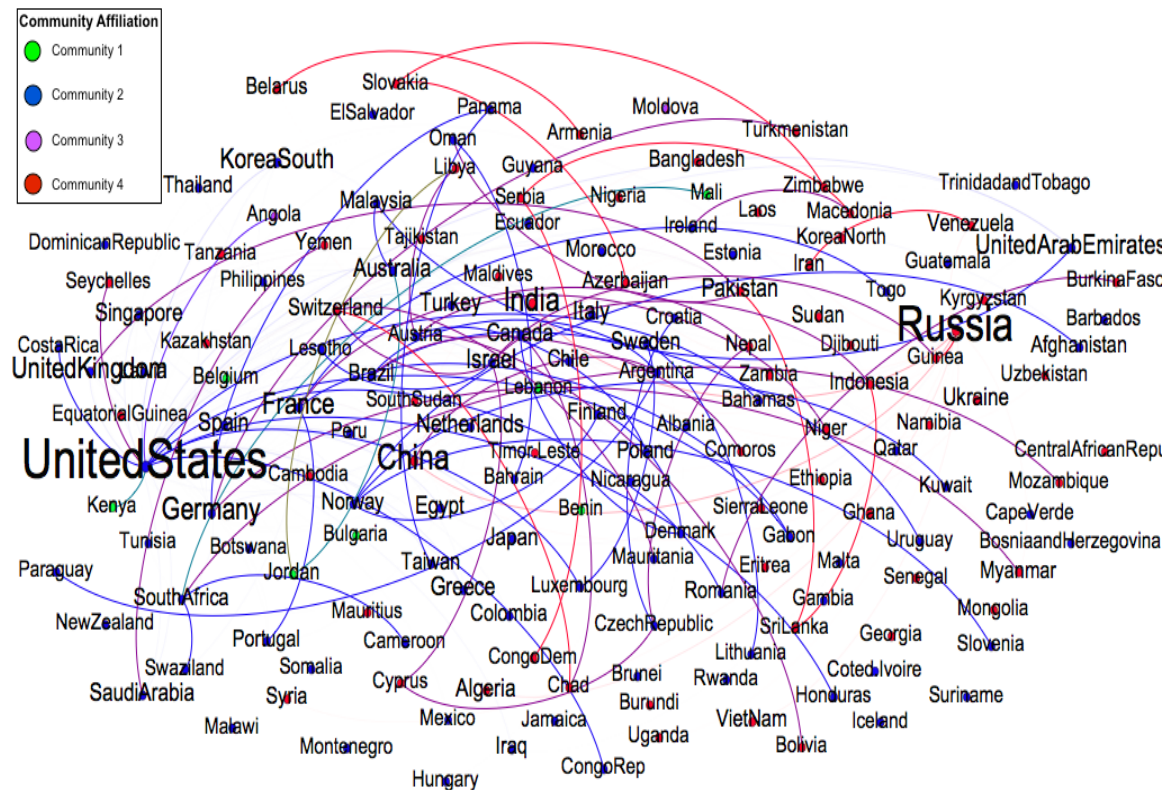 Community Affiliation
Community 1
Community 2
Community 3
Community 4
Belarus
Slovakia
ElSalvador
Panama
Moldova
Oman
Armenia
Turkmenistan
KoreaSouth
Libya
Guyana
Bangladesh
Thailand
Malaysia
Serbia
Nigeria
Mali
Zimbabwe
TrinidadandTobago
Angola
Ecuador
Ireland
Laos
Macedonia
Venezuela
DominicanRepublic
Tanzania
Yemen
Tajikistan
Morocco
Estonia
KoreaNorth
UnitedArabEmirates
Seychelles
Philippines
Australia
Maldives
Azerbaijan
Iran
Guatemala
BurkinaFaso
Singapore
Switzerland
Turkey
India
Italy
Pakistan
Togo
Kyrgyzstan
CostaRica
Kazakhstan
Lesotho
Austria
Canada
Croatia
Sudan
Russia
Barbados
UnitedKingdom
Belgium
Brazil
Israel
Chile
Sweden
Nepal
Djibouti
Guinea
Afghanistan
EquatorialGuinea
SouthSudan
Lebanon
Argentina
Zambia
Indonesia
Uzbekistan
Spain
France
Peru
Netherlands
Finland
Albania
Bahamas
Niger
Namibia
Ukraine
UnitedStates
Cambodia
China
Timor.Leste
Poland
Comoros
Qatar
CentralAfricanRepu
Kenya
Germany
Norway
Bahrain
Nicaragua
Ethiopia
Kuwait
Mozambique
Tunisia
Botswana
Bulgaria
Egypt
Benin
SierraLeone
Ghana
CapeVerde
Paraguay
Jordan
Taiwan
Japan
Mauritania
Denmark
Gabon
Uruguay
BosniaandHerzegovina
SouthAfrica
Greece
Luxembourg
Romania
Eritrea
Malta
Senegal
Myanmar
NewZealand
Mauritius
Colombia
CzechRepublic
Gambia
Mongolia
Portugal
Cameroon
SriLanka
Georgia
Slovenia
Swaziland
Somalia
CongoDem
Lithuania
SaudiArabia
Syria
Cyprus
Algeria
Chad
Brunei
Rwanda
CotedIvoire
Malawi
Mexico
Jamaica
Burundi
VietNam
Honduras
Iceland
Suriname
Montenegro
Iraq
Uganda
Bolivia
Hungary
CongoRep